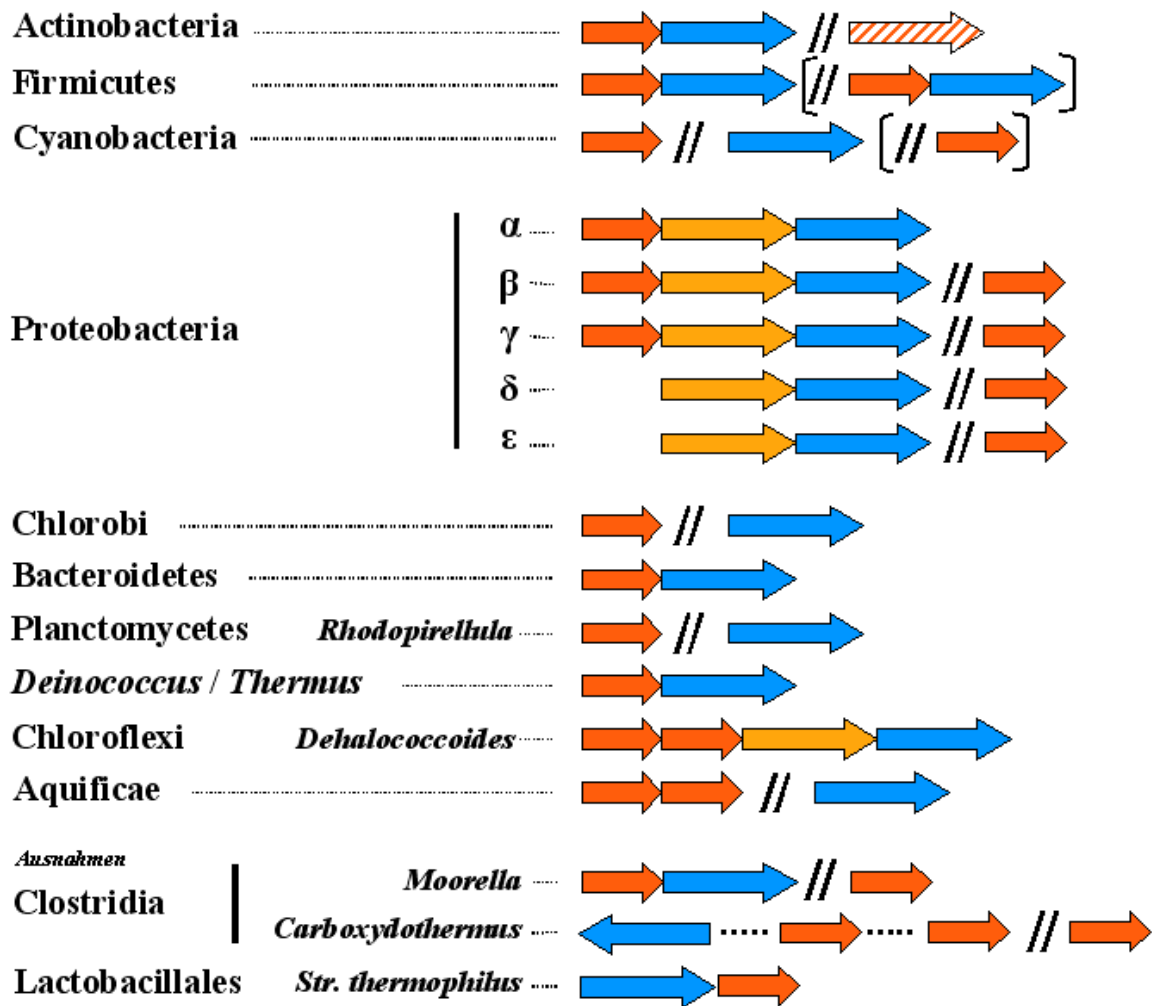 Actinobacteria
Firmicutes
Cyanobacteria
α
β
Proteobacteria
γ
δ
ε
Chlorobi
Bacteroidetes
Planctomycetes Rhodopirellula
Deinococcus / Thermus
Chloroflexi Dehalococcoides
Aquificae
Ausnahmen
Clostridia
Moorella
Carboxydothermus
Lactobacillales Str. thermophilus